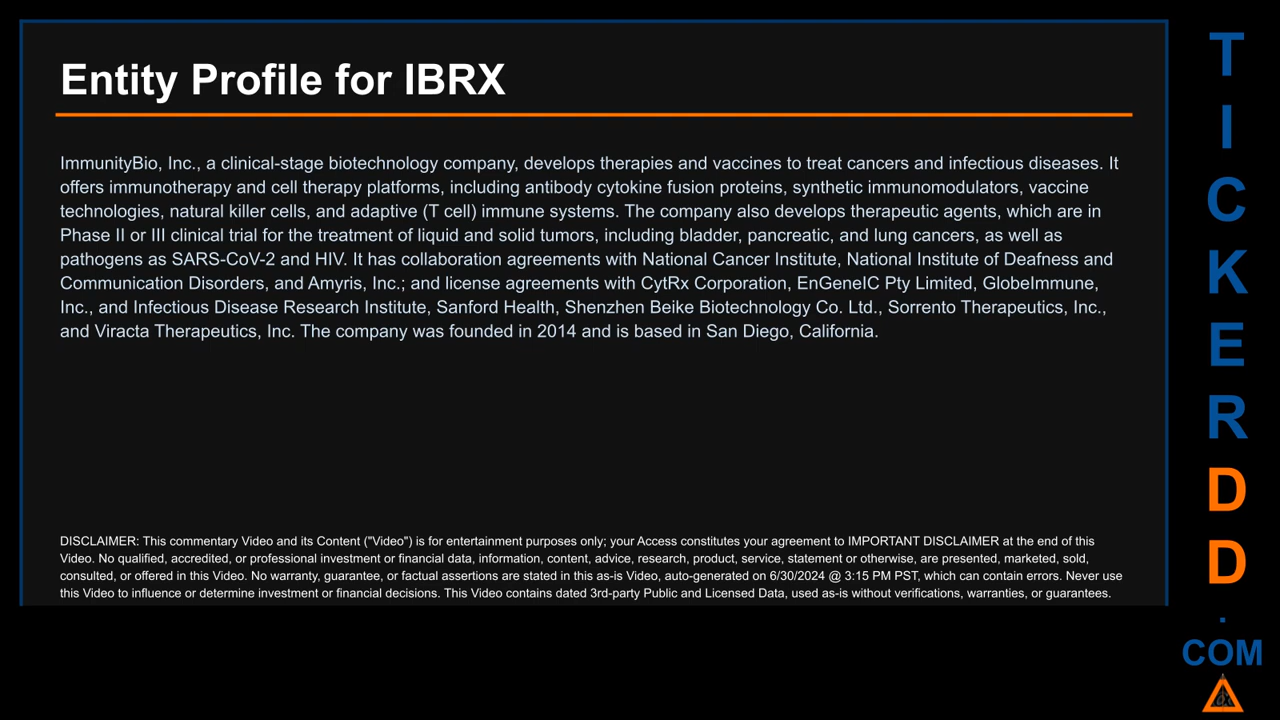 Entity Profile for IBRX
ImmunityBio, Inc., a clinical-stage biotechnology company, develops therapies and vaccines to treat cancers and infectious diseases. It
offers immunotherapy and cell therapy platforms, including antibody cytokine fusion proteins, synthetic immunomodulators, vaccine
technologies, natural killer cells, and adaptive (T cell) immune systems. The company also develops therapeutic agents, which are in
Phase II or III clinical trial for the treatment of liquid and solid tumors, including bladder, pancreatic, and lung cancers, as well as
pathogens as SARS-CoV-2 and HIV. It has collaboration agreements with National Cancer Institute, National Institute of Deafness and
Communication Disorders, and Amyris, Inc.; and license agreements with CytRx Corporation, EnGeneIC Pty Limited, GlobeImmune,
Inc., and Infectious Disease Research Institute, Sanford Health, Shenzhen Beike Biotechnology Co. Ltd., Sorrento Therapeutics, Inc.,
and Viracta Therapeutics, Inc. The company was founded in 2014 and is based in San Diego, California.
DISCLAIMER: This commentary Video and its Content ("Video") is for entertainment purposes only; your Access constitutes your agreement to IMPORTANT DISCLAIMER at the end of this
Video. No qualified, accredited, or professional investment or financial data, information, content, advice, research, product, service, statement or otherwise, are presented, marketed, sold,
consulted, or offered in this Video. No warranty, guarantee, or factual assertions are stated in this as-is Video, auto-generated on 6/30/2024 @ 3:15 PM PST, which can contain errors. Never use
this Video to influence or determine investment or financial decisions. This Video contains dated 3rd-party Public and Licensed Data, used as-is without verifications, warranties, or guarantees.
T
I
C
K
E
R
D
D
.
COM